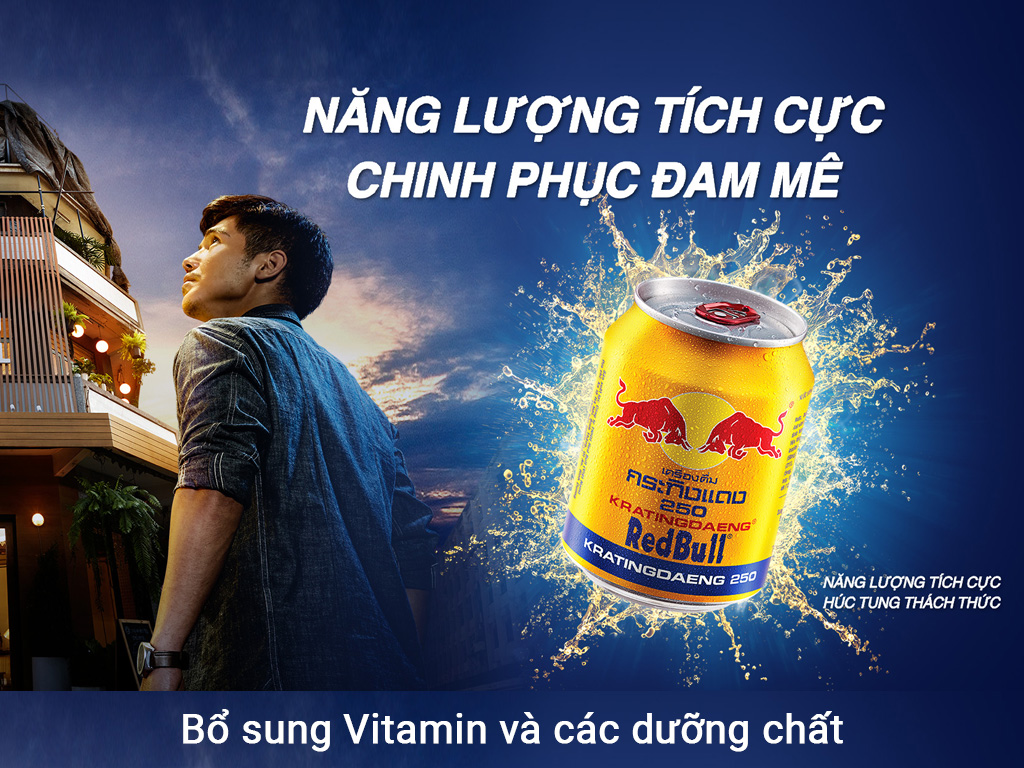 NĂNG LƯỢNG TÍCH CỰC
CHINH PHỤC ĐAM MÊ
เครื่องดื่ม
กระทิงแดง
250
KRATINGDAENG®
RedBull®
KRATINGDAENG 250
NĂNG LƯỢNG TÍCH CỰC
HÚC TUNG THÁCH THỨC
Bổ sung Vitamin và các dưỡng chất